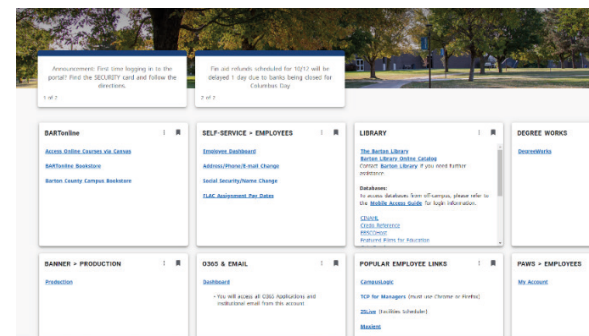 Announcement: First time logging in to the
portal? Find the SECURITY card and follow the
directions.
1 of 2
Fin aid refunds scheduled for 10/12 will be
delayed 1 day due to banks being closed for
Columbus Day
2 of 2
BARTonline
Access Online Courses via Canvas
BARTonline Bookstore
Barton County Campus Bookstore
SELF-SERVICE > EMPLOYEES
Employee Dashboard
Address/Phone/E-mail Change
Social Security/Name Change
FLAC Assignment Pay Dates
LIBRARY
The Barton Library
Barton Library Online Catalog
Contact Barton Library if you need further
assistance.
Databases:
To access databases from off-campus, please refer to
the Mobile Access Guide for login information.
CINAHL
Credo Reference
EBSCOHost
Featured Films for Education
DEGREE WORKS
DegreeWorks
BANNER > PRODUCTION
Production
O365 & EMAIL
Dashboard
- You will access all O365 Applications and
institutional email from this account
POPULAR EMPLOYEE LINKS
CampusLogic
TCP for Managers (must use Chrome or Firefox)
25Live (Facilities Scheduler)
Maxient
PAWS > EMPLOYEES
My Account